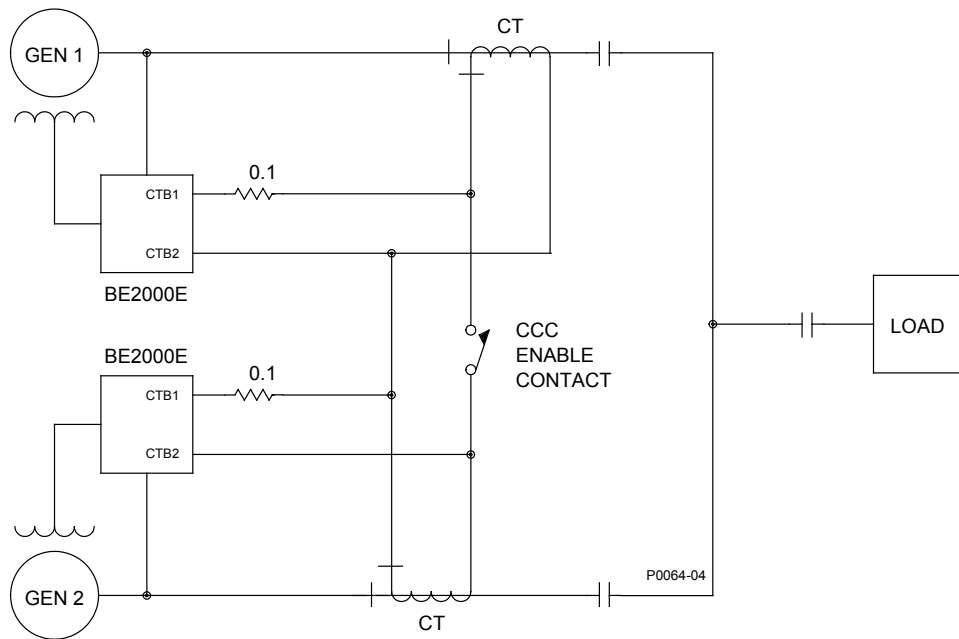 CT
GEN 1
0.1
CTB1
CTB2
BE2000E
CCC
ENABLE
CONTACT
LOAD
BE2000E
0.1
CTB1
CTB2
P0064-04
GEN 2
CT